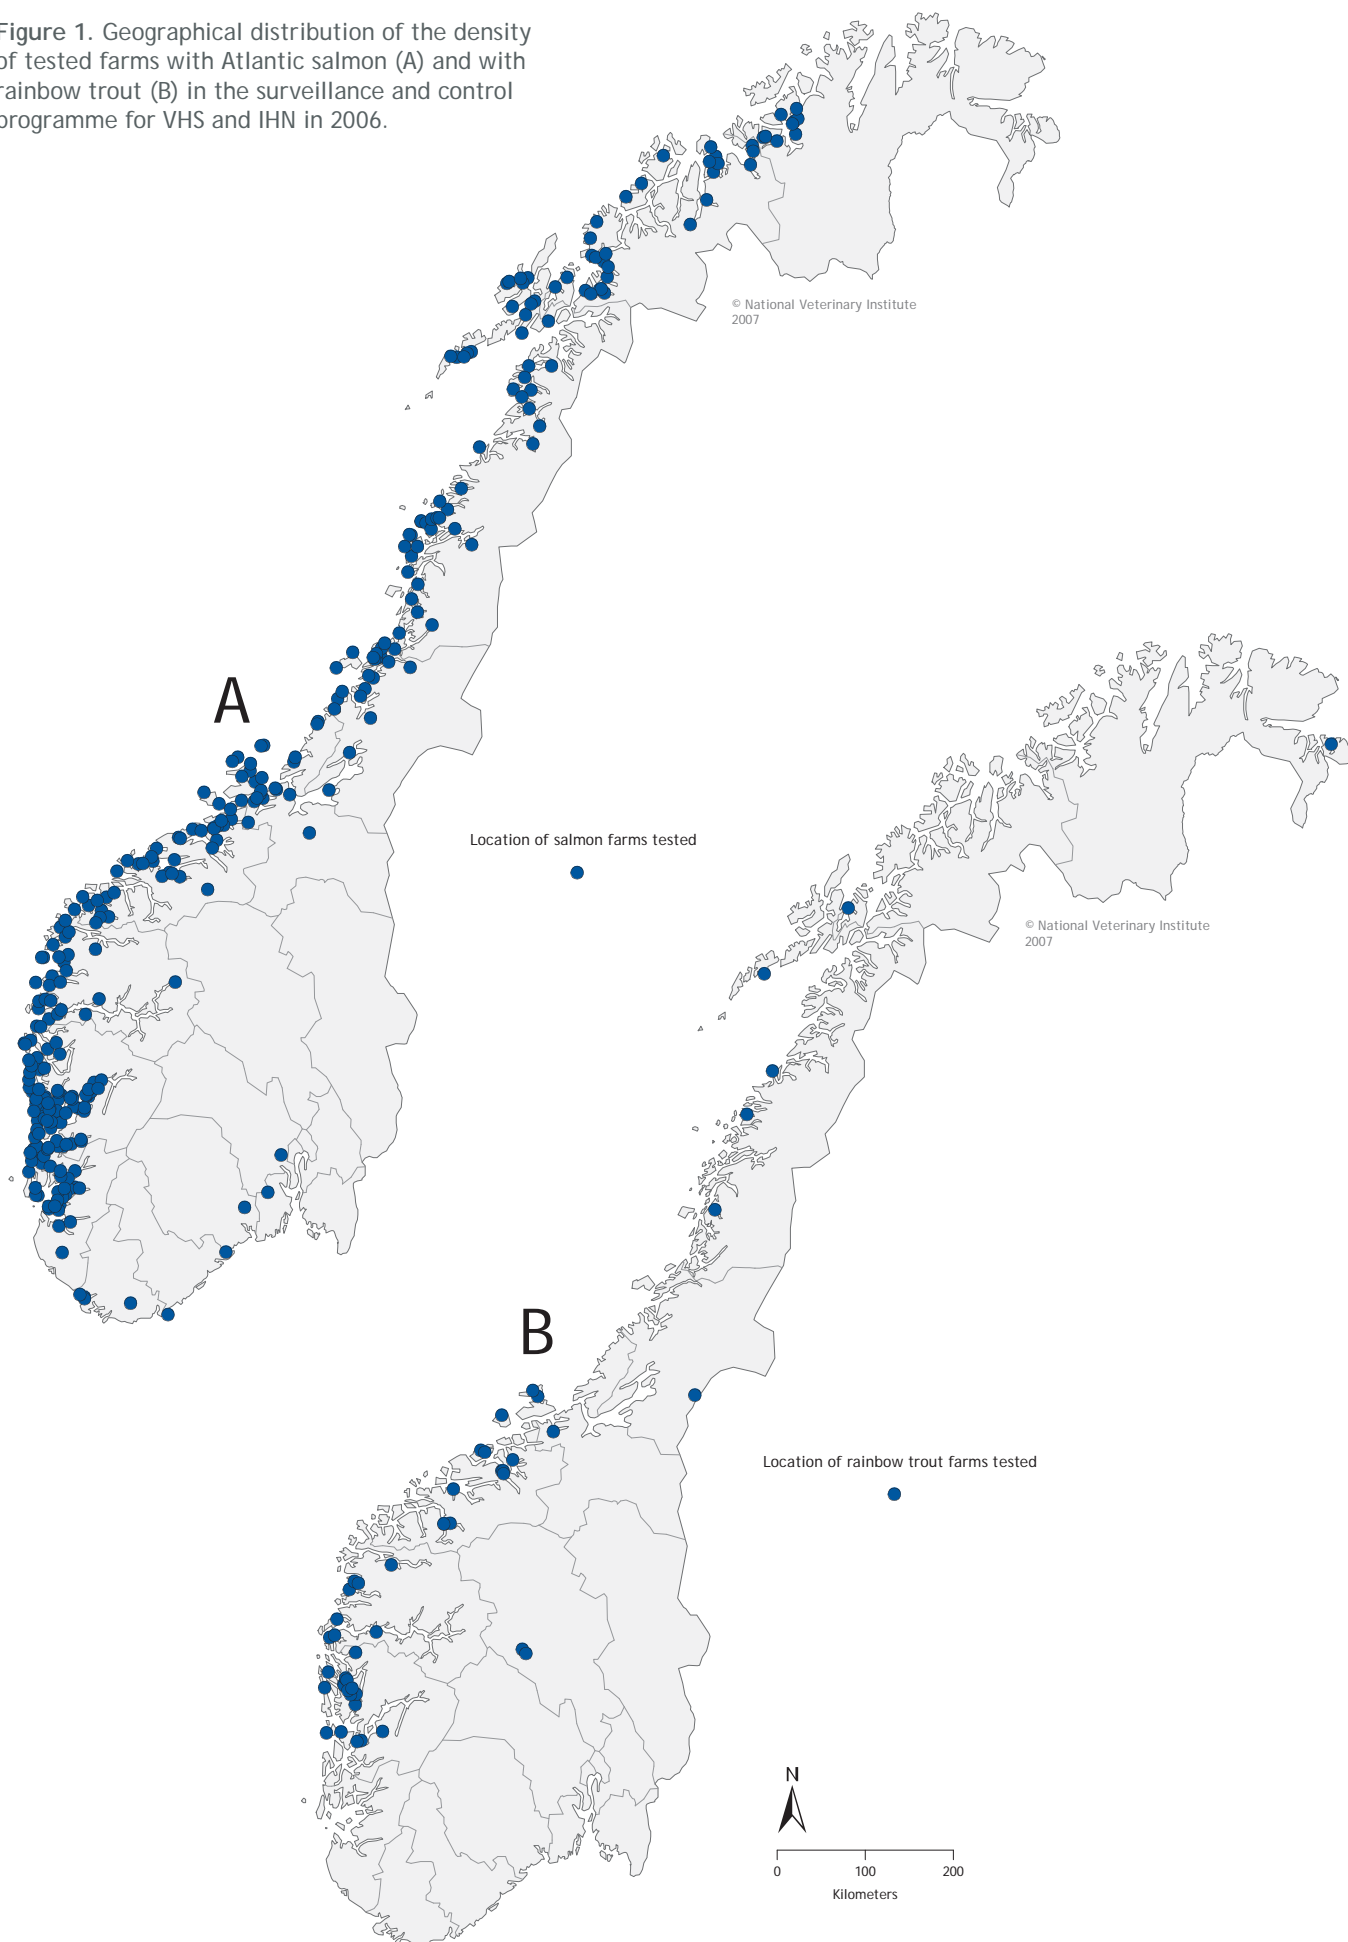 Figure 1. Geographical distribution of the density
of tested farms with Atlantic salmon (A) and with
rainbow trout (B) in the surveillance and control
programme for VHS and IHN in 2006.
© National Veterinary Institute
2007
A
Location of salmon farms tested
© National Veterinary Institute
2007
B
Location of rainbow trout farms tested
N
0 100 200
Kilometers